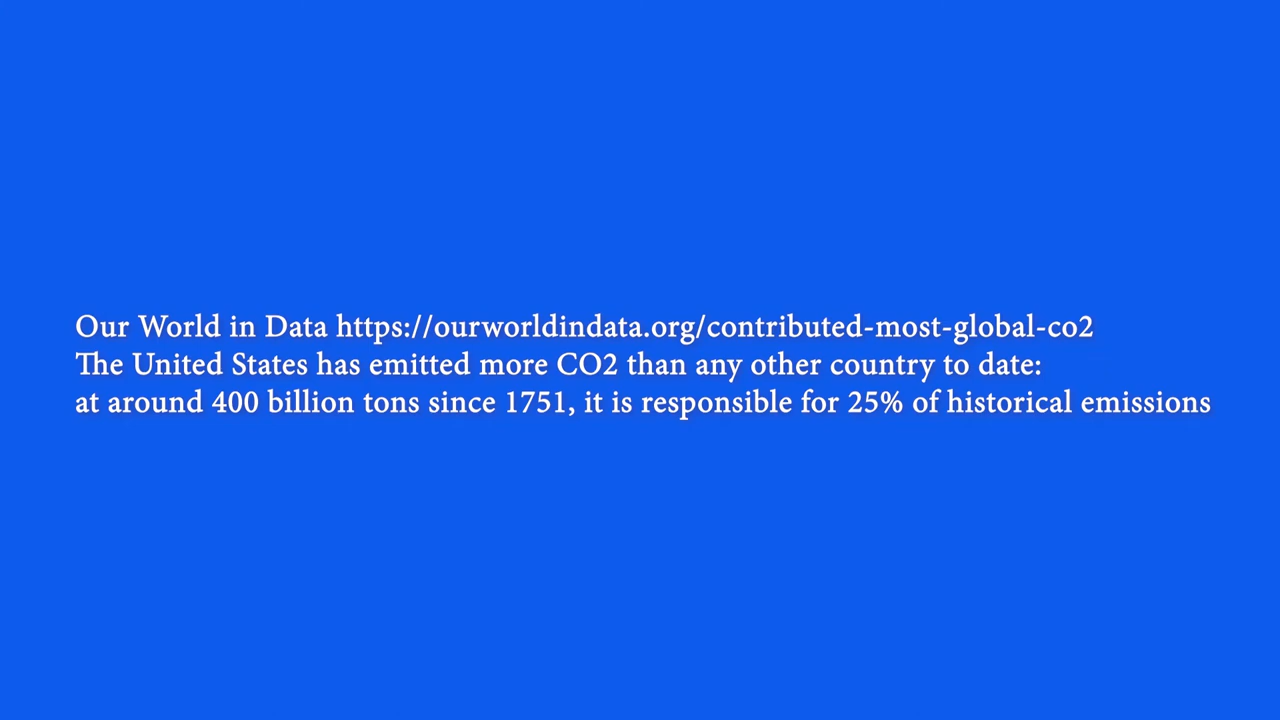 Our World in Data https://ourworldindata.org/contributed-most-global-co2
The United States has emitted more CO2 than any other country to date:
at around 400 billion tons since 1751, it is responsible for 25% of historical emissions